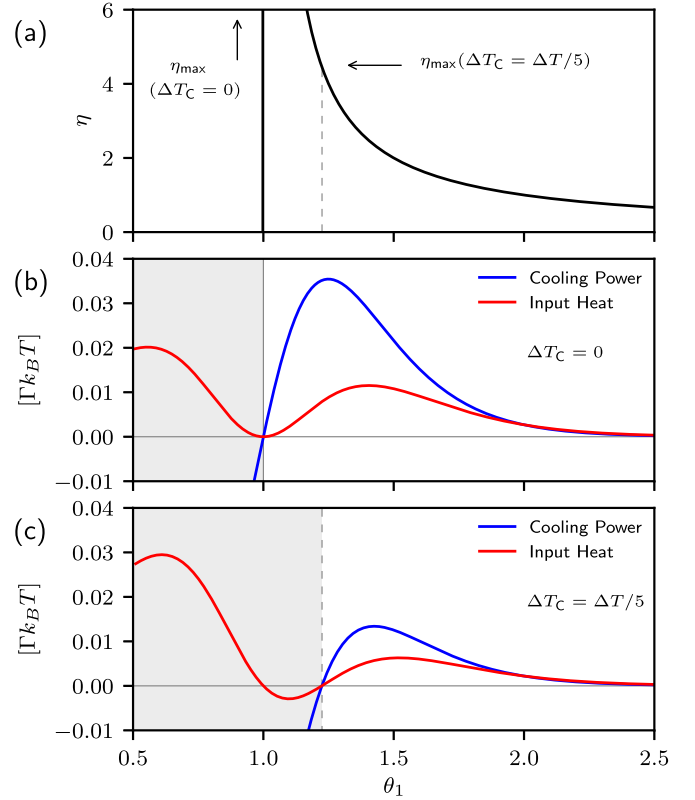 (a)
6
4
2
0
η
η_max
(ΔT_C = 0)
η_max(ΔT_C = ΔT/5)
(b)
0.04
0.03
0.02
0.01
0.00
−0.01
[Γk_BT]
Cooling Power
Input Heat
ΔT_C = 0
(c)
0.04
0.03
0.02
0.01
0.00
−0.01
[Γk_BT]
Cooling Power
Input Heat
ΔT_C = ΔT/5
0.5 1.0 1.5 2.0 2.5
θ_1